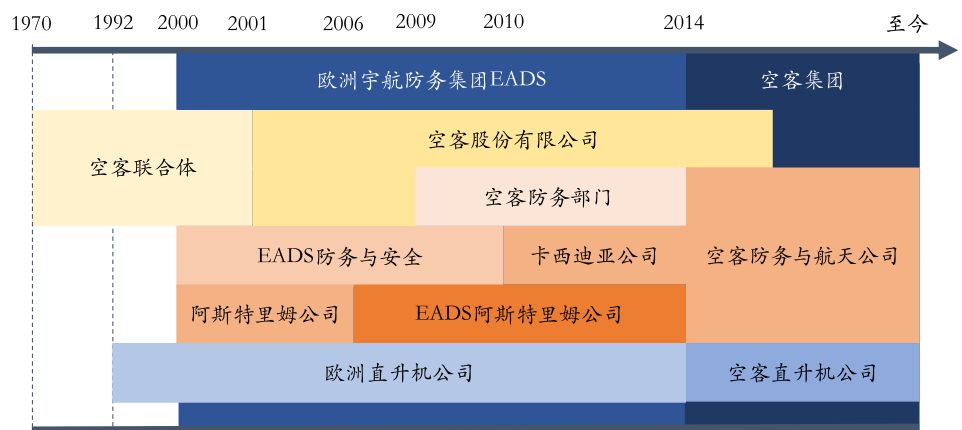 1970 1992 2000 2001 2006 2009 2010 2014 至今
欧洲宇航防务集团EADS 空客集团
空客股份有限公司
空客联合体
空客防务部门
EADS防务与安全 卡西迪亚公司 空客防务与航天公司
阿斯特里姆公司 EADS阿斯特里姆公司
欧洲直升机公司 空客直升机公司